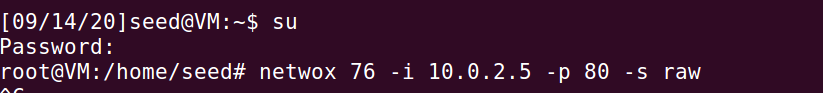 [09/14/20]seed@VM:~$ su
Password:
root@VM:/home/seed# netwox 76 -i 10.0.2.5 -p 80 -s raw